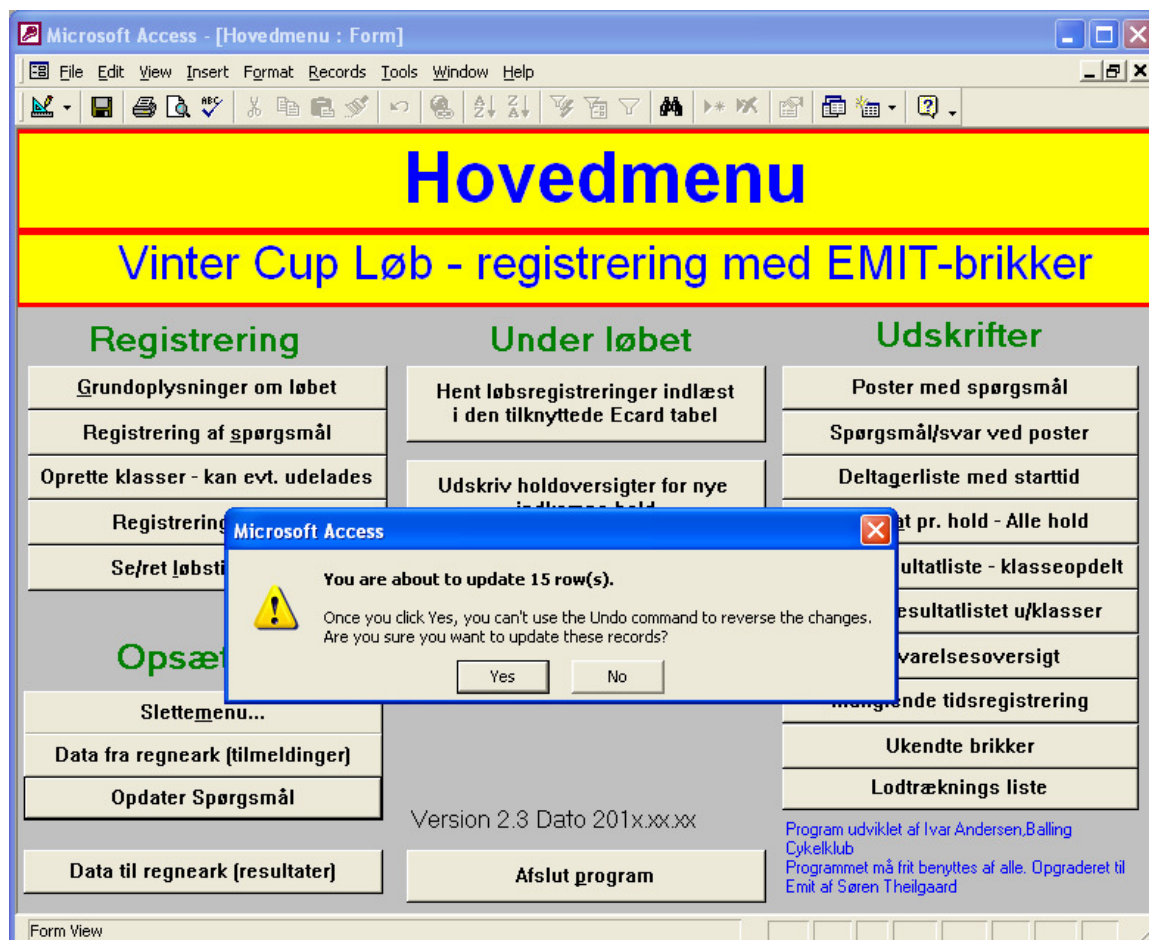 Microsoft Access - [Hovedmenu : Form]
File Edit View Insert Format Records Tools Window Help
Hovedmenu
Vinter Cup Løb - registrering med EMIT-brikker
Registrering
Grundoplysninger om løbet
Registrering af spørgsmål
Oprette klasser - kan evt. udelades
Registrering
Se/ret løbsti
Under løbet
Hent løbsregistreringer indlæst
i den tilknyttede Ecard tabel
Udskriv holdoversigter for nye
Udskrifter
Poster med spørgsmål
Spørgsmål/svar ved poster
Deltagerliste med starttid
at pr. hold - Alle hold
ultatliste - klasseopdelt
esultatlistet u/klasser
varelsesoversigt
tidsregistrering
Ukendte brikker
Lodtræknings liste
Microsoft Access
You are about to update 15 row(s).
Once you click Yes, you can't use the Undo command to reverse the changes.
Are you sure you want to update these records?
Yes
No
Opsæt
Slettemenu...
Data fra regneark (tilmeldinger)
Opdater Spørgsmål
Data til regneark (resultater)
Version 2.3 Dato 201x.xx.xx
Afslut program
Program udviklet af Ivar Andersen,Balling
Cykelklub
Programmet må frit benyttes af alle. Opgraderet til
Emit af Søren Theilgaard
Form View